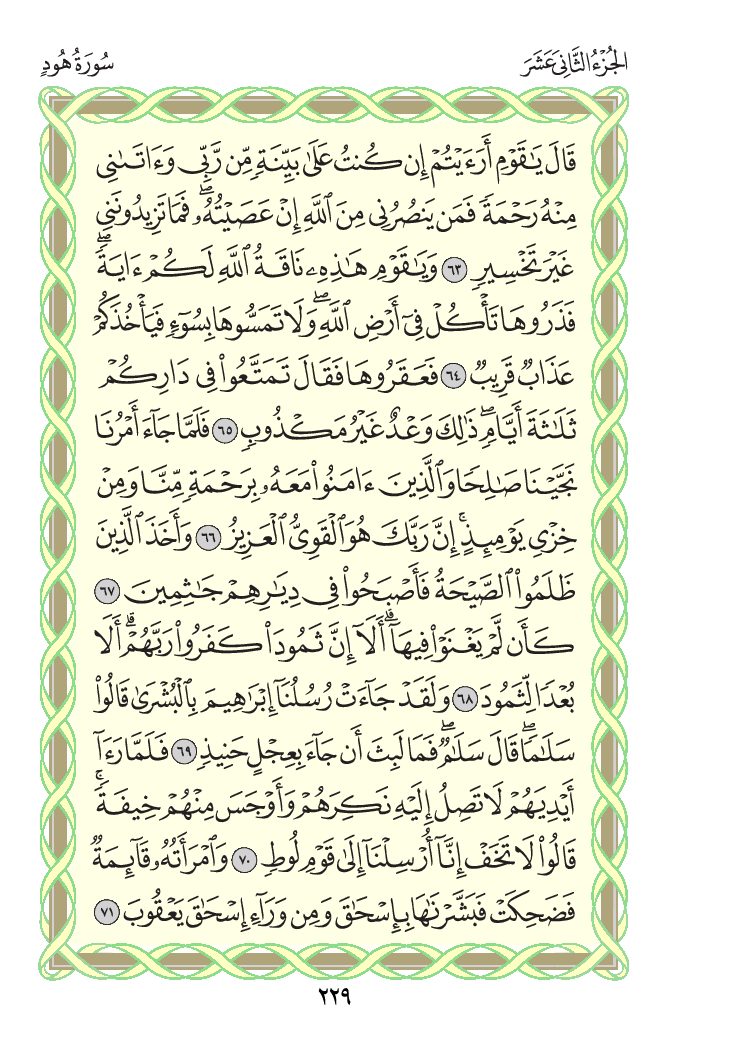 الجُزْءُ الثَّانِيَ عَشَرَ
سُورَةُ هُودٍ
قَالَ يَٰقَوْمِ أَرَءَيْتُمْ إِن كُنتُ عَلَىٰ بَيِّنَةٍ مِّن رَّبِّي وَءَاتَىٰنِي
مِنْهُ رَحْمَةً فَمَن يَنصُرُنِي مِنَ ٱللَّهِ إِنْ عَصَيْتُهُۥۖ فَمَا تَزِيدُونَنِي
غَيْرَ تَخْسِيرٍ ٦٣ وَيَٰقَوْمِ هَٰذِهِۦ نَاقَةُ ٱللَّهِ لَكُمْ ءَايَةًۖ
فَذَرُوهَا تَأْكُلْ فِيٓ أَرْضِ ٱللَّهِۖ وَلَا تَمَسُّوهَا بِسُوٓءٍ فَيَأْخُذَكُمْ
عَذَابٌ قَرِيبٌ ٦٤ فَعَقَرُوهَا فَقَالَ تَمَتَّعُوا۟ فِي دَارِكُمْ
ثَلَٰثَةَ أَيَّامٍۖ ذَٰلِكَ وَعْدٌ غَيْرُ مَكْذُوبٍ ٦٥ فَلَمَّا جَآءَ أَمْرُنَا
نَجَّيْنَا صَٰلِحًا وَٱلَّذِينَ ءَامَنُوا۟ مَعَهُۥ بِرَحْمَةٍ مِّنَّا وَمِنْ
خِزْيِ يَوْمِئِذٍۚ إِنَّ رَبَّكَ هُوَ ٱلْقَوِيُّ ٱلْعَزِيزُ ٦٦ وَأَخَذَ ٱلَّذِينَ
ظَلَمُوا۟ ٱلصَّيْحَةُ فَأَصْبَحُوا۟ فِي دِيَٰرِهِمْ جَٰثِمِينَ ٦٧
كَأَن لَّمْ يَغْنَوْا۟ فِيهَآۗ أَلَآ إِنَّ ثَمُودَا۟ كَفَرُوا۟ رَبَّهُمْۗ أَلَا
بُعْدًا لِّثَمُودَ ٦٨ وَلَقَدْ جَآءَتْ رُسُلُنَآ إِبْرَٰهِيمَ بِٱلْبُشْرَىٰ قَالُوا۟
سَلَٰمًاۖ قَالَ سَلَٰمٌۖ فَمَا لَبِثَ أَن جَآءَ بِعِجْلٍ حَنِيذٍ ٦٩ فَلَمَّا رَءَآ
أَيْدِيَهُمْ لَا تَصِلُ إِلَيْهِ نَكِرَهُمْ وَأَوْجَسَ مِنْهُمْ خِيفَةًۚ
قَالُوا۟ لَا تَخَفْ إِنَّآ أُرْسِلْنَآ إِلَىٰ قَوْمِ لُوطٍ ٧٠ وَٱمْرَأَتُهُۥ قَآئِمَةٌ
فَضَحِكَتْ فَبَشَّرْنَٰهَا بِإِسْحَٰقَ وَمِن وَرَآءِ إِسْحَٰقَ يَعْقُوبَ ٧١
٢٢٩